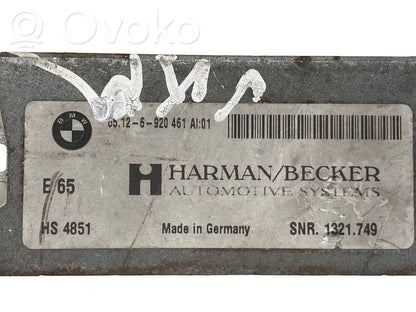 Ovoko
BMW
65.12-6-920 461 AI:01
E65
HARMAN/BECKER
AUTOMOTIVE SYSTEMS
HS 4851
Made in Germany
SNR. 1321.749